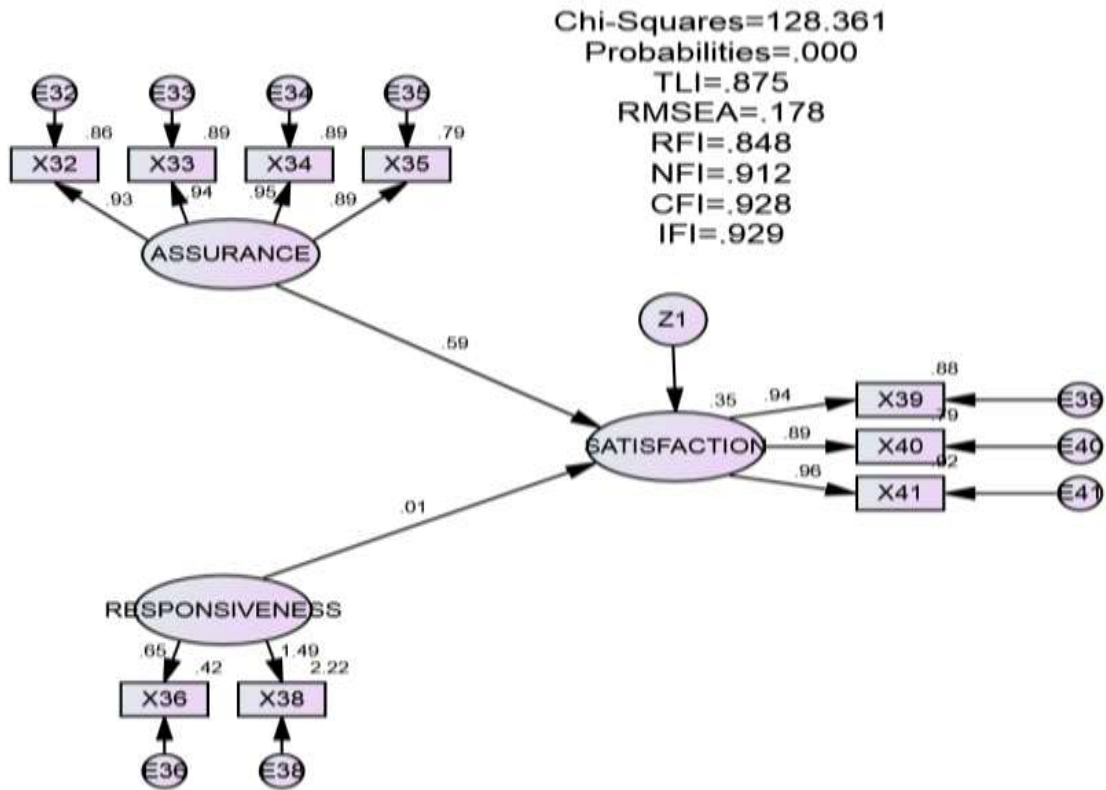 Chi-Squares=128.361
Probabilities=.000
TLI=.875
RMSEA=.178
RFI=.848
NFI=.912
CFI=.928
IFI=.929
E32 E33 E34 E35
.86 .89 .89 .79
X32 X33 X34 X35
.93 .94 .95 .89
ASSURANCE
.59
Z1
.88
.35 .94 X39 E39
.79
SATISFACTION .89 X40 E40
.92
.96 X41 E41
.01
RESPONSIVENESS
.65 1.49
.42 2.22
X36 X38
E36 E38